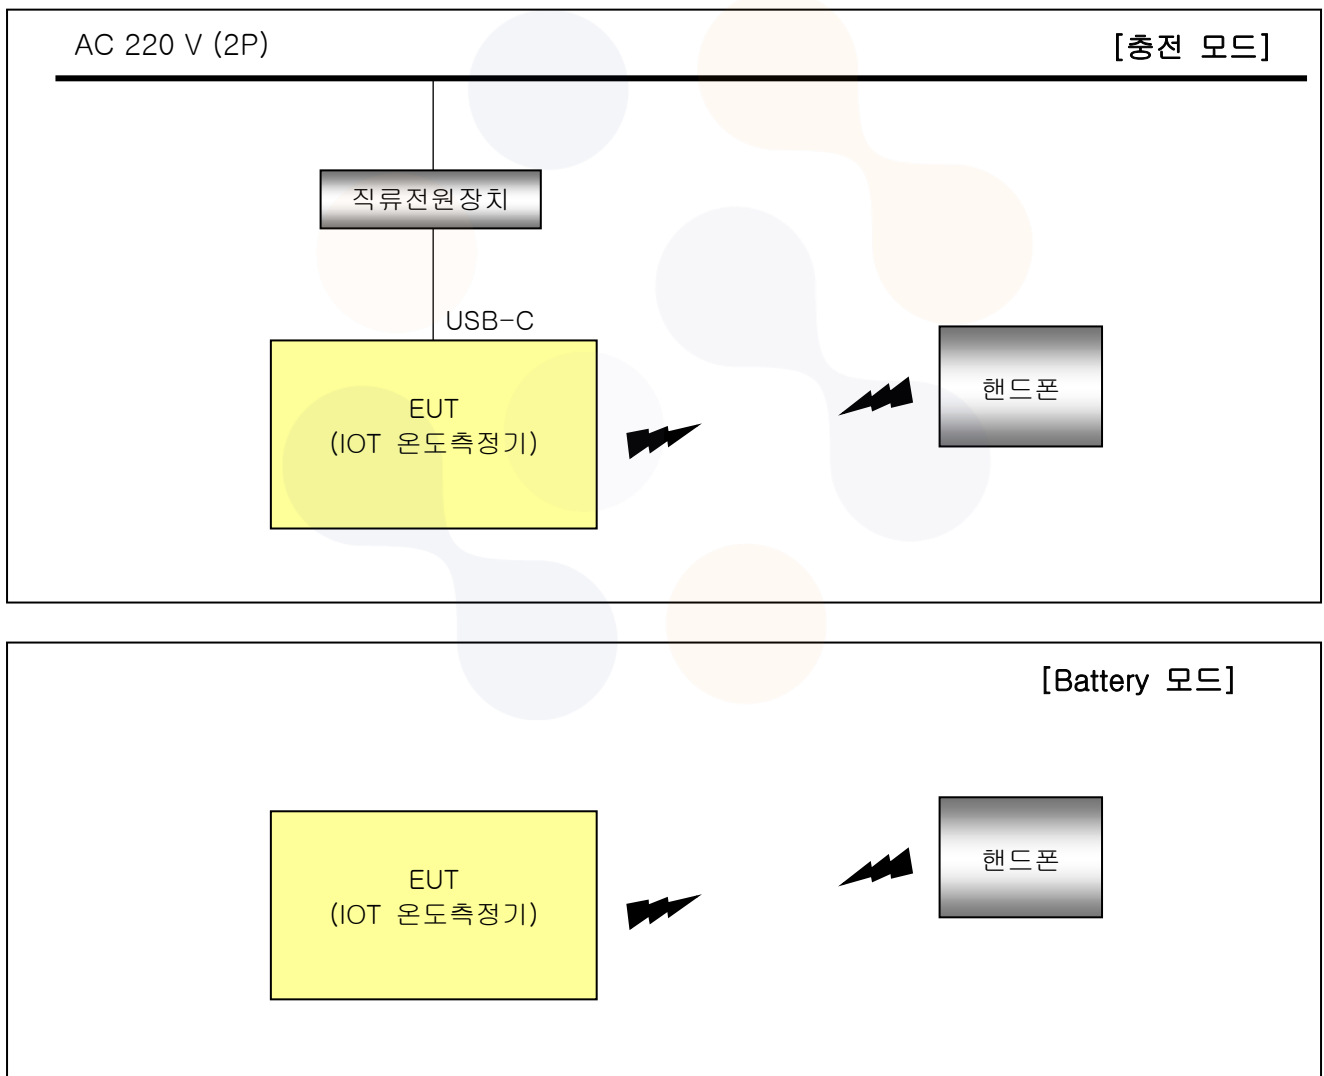 AC 220 V (2P)
[충전 모드]
직류전원장치
USB-C
EUT
(IOT 온도측정기)
핸드폰
[Battery 모드]
EUT
(IOT 온도측정기)
핸드폰